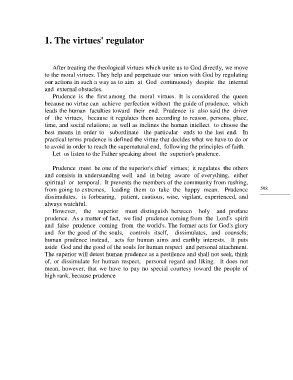 1. The virtues' regulator
After treating the theological virtues which unite us to God directly, we move
to the moral virtues. They help and perpetuate our union with God by regulating
our actions in such a way as to aim at God continuously despite the internal
and external obstacles.
Prudence is the first among the moral virtues. It is considered the queen
because no virtue can achieve perfection without the guide of prudence, which
leads the human faculties toward their end. Prudence is also said the driver
of the virtues, because it regulates them according to reason, persons, place,
time, and social relations; as well as inclines the human intellect to choose the
best means in order to subordinate the particular ends to the last end. In
practical terms prudence is defined the virtue that decides what we have to do or
to avoid in order to reach the supernatural end, following the principles of faith.
Let us listen to the Father speaking about the superior's prudence.
Prudence must be one of the superior's chief virtues; it regulates the others
and consists in understanding well and in being aware of everything, either
spiritual or temporal. It prevents the members of the community from rushing,
from going to extremes, leading them to take the happy mean. Prudence
dissimulates, is forbearing, patient, cautious, wise, vigilant, experienced, and
always watchful.
However, the superior must distinguish between holy and profane
prudence. As a matter of fact, we find prudence coming from the Lord's spirit
and false prudence coming from the world's. The former acts for God's glory
and for the good of the souls, controls itself, dissimulates, and counsels;
human prudence instead, acts for human aims and earthly interests. It puts
aside God and the good of the souls for human respect and personal attachment.
The superior will detest human prudence as a pestilence and shall not seek, think
of, or dissimulate for human respect, personal regard and liking. It does not
mean, however, that we have to pay no special courtesy toward the people of
high rank, because prudence